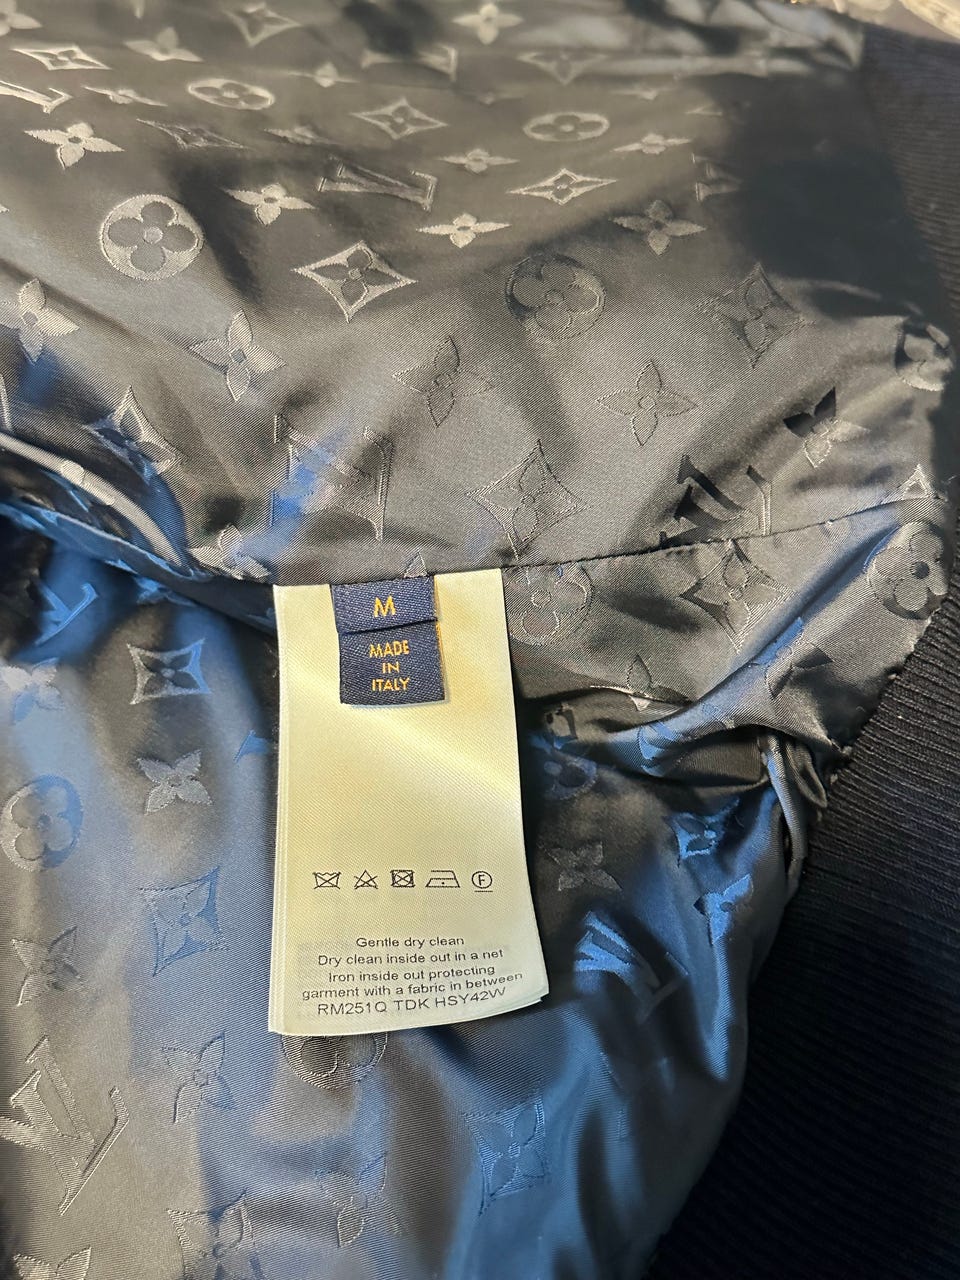 M
MADE
IN
ITALY
Gentle dry clean
Dry clean inside out in a net
Iron inside out protecting
garment with a fabric in between
RM251Q TDK HSY42W